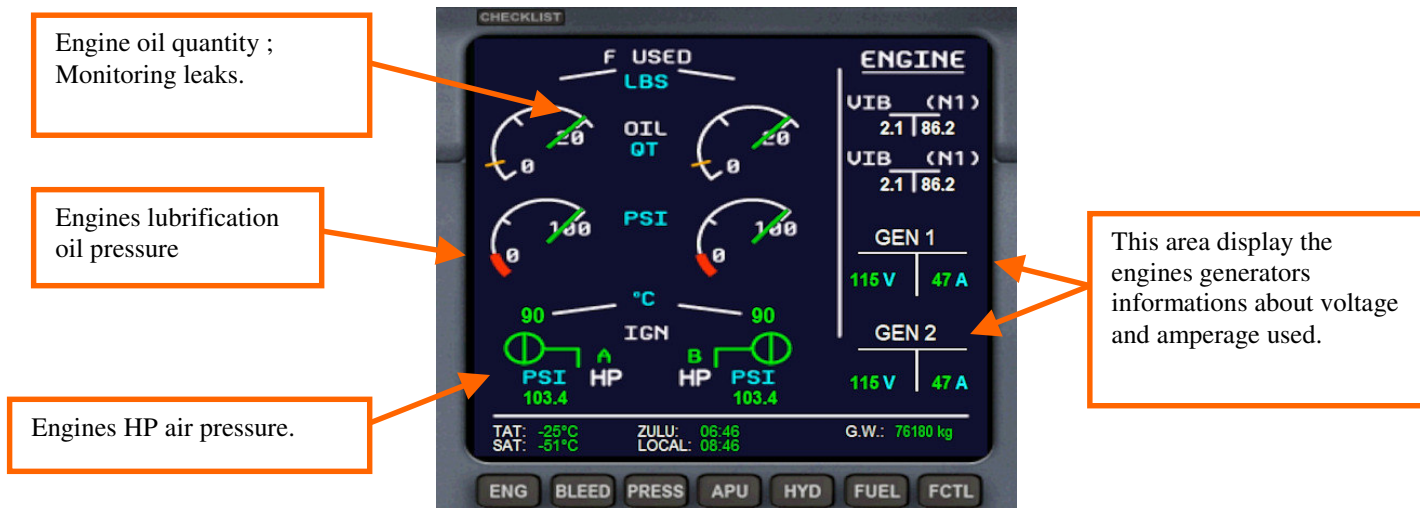 Engine oil quantity ;
Monitoring leaks.
Engines lubrification
oil pressure
Engines HP air pressure.
CHECKLIST
F USED
LBS
20 OIL 20
0 QT 0
PSI
100 100
0 0
°C
90 90
IGN
A B
PSI HP HP PSI
103.4 103.4
ENGINE
VIB (N1)
2.1 86.2
VIB (N1)
2.1 86.2
GEN 1
115 V 47 A
GEN 2
115 V 47 A
TAT: -25°C ZULU: 06:46 G.W.: 76180 kg
SAT: -51°C LOCAL: 08:46
ENG BLEED PRESS APU HYD FUEL FCTL
This area display the
engines generators
informations about voltage
and amperage used.